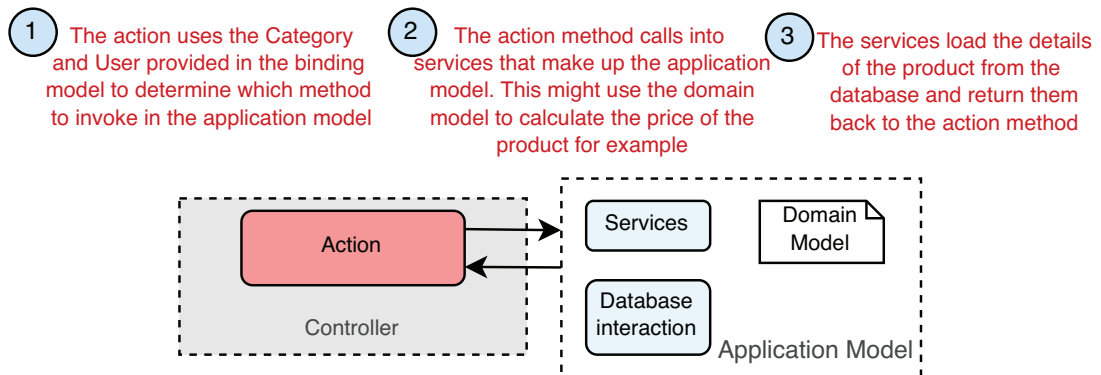 1
The action uses the Category
and User provided in the binding
model to determine which method
to invoke in the application model
2
The action method calls into
services that make up the application
model. This might use the domain
model to calculate the price of the
product for example
3
The services load the details
of the product from the
database and return them
back to the action method
Action
Controller
Services
Domain
Model
Database
interaction
Application Model